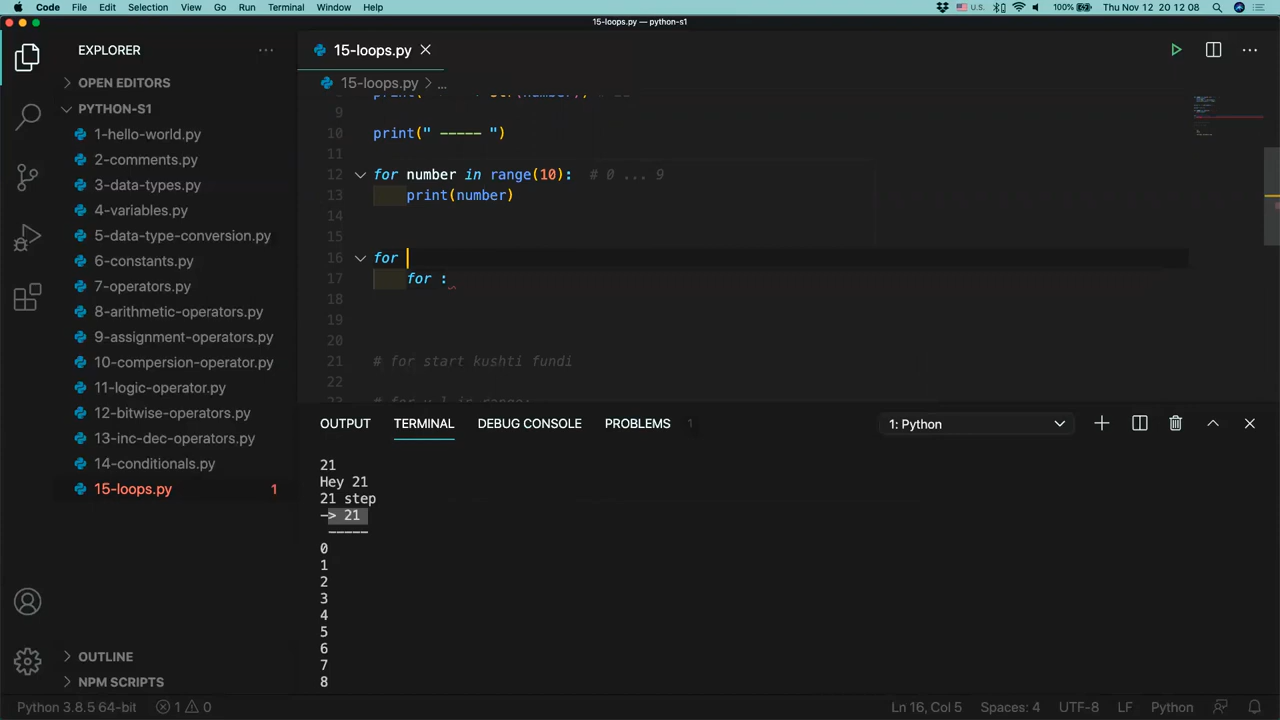 Code File Edit Selection View Go Run Terminal Window Help U.S. 100% Thu Nov 12 20 12 08
15-loops.py — python-s1
EXPLORER
OPEN EDITORS
PYTHON-S1
1-hello-world.py
2-comments.py
3-data-types.py
4-variables.py
5-data-type-conversion.py
6-constants.py
7-operators.py
8-arithmetic-operators.py
9-assignment-operators.py
10-compersion-operator.py
11-logic-operator.py
12-bitwise-operators.py
13-inc-dec-operators.py
14-conditionals.py
15-loops.py 1
OUTLINE
NPM SCRIPTS
15-loops.py
15-loops.py > ...
9
10 print(" ----- ")
11
12 for number in range(10): # 0 ... 9
13 print(number)
14
15
16 for
17 for :
18
19
20
21 # for start kushti fundi
22
OUTPUT TERMINAL DEBUG CONSOLE PROBLEMS 1 1: Python
21
Hey 21
21 step
—> 21
-----
0
1
2
3
4
5
6
7
8
Python 3.8.5 64-bit 1 0 Ln 16, Col 5 Spaces: 4 UTF-8 LF Python